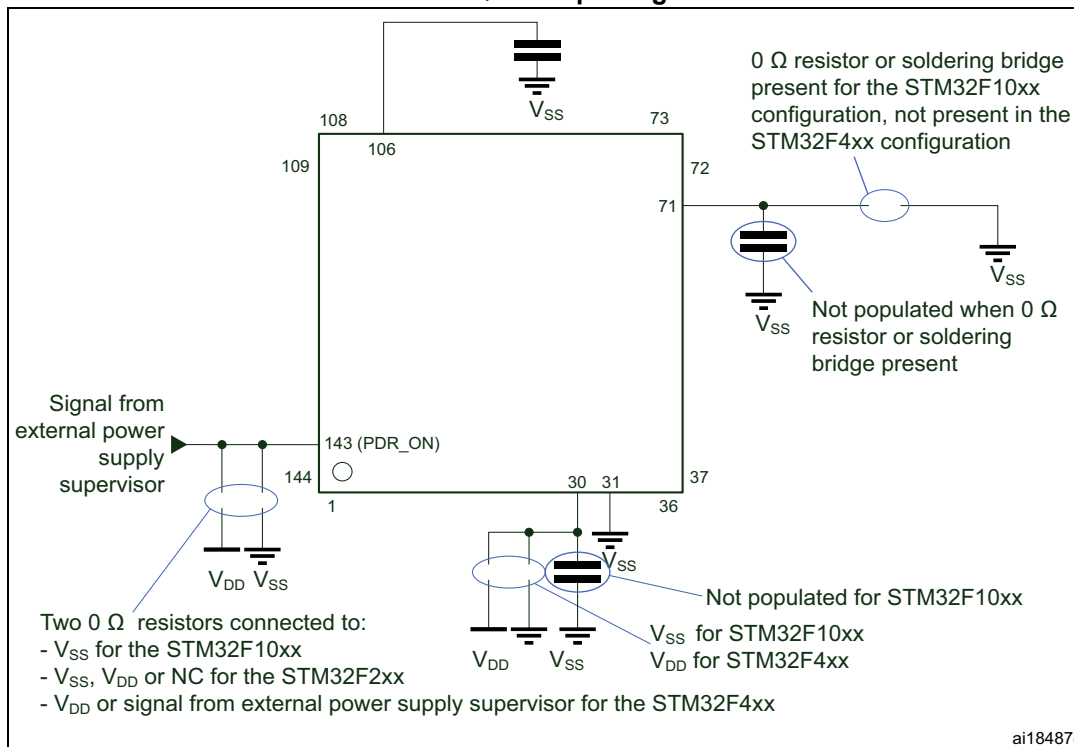 V_SS
0 Ω resistor or soldering bridge
present for the STM32F10xx
configuration, not present in the
STM32F4xx configuration
108
73
106
109
72
71
V_SS
V_SS
Not populated when 0 Ω
resistor or soldering
bridge present
Signal from
external power
supply
supervisor
143 (PDR_ON)
144
1
30
31
37
36
V_SS
V_DD
V_SS
Not populated for STM32F10xx
Two 0 Ω resistors connected to:
- V_SS for the STM32F10xx
- V_SS, V_DD or NC for the STM32F2xx
- V_DD or signal from external power supply supervisor for the STM32F4xx
V_DD
V_SS
V_SS for STM32F10xx
V_DD for STM32F4xx